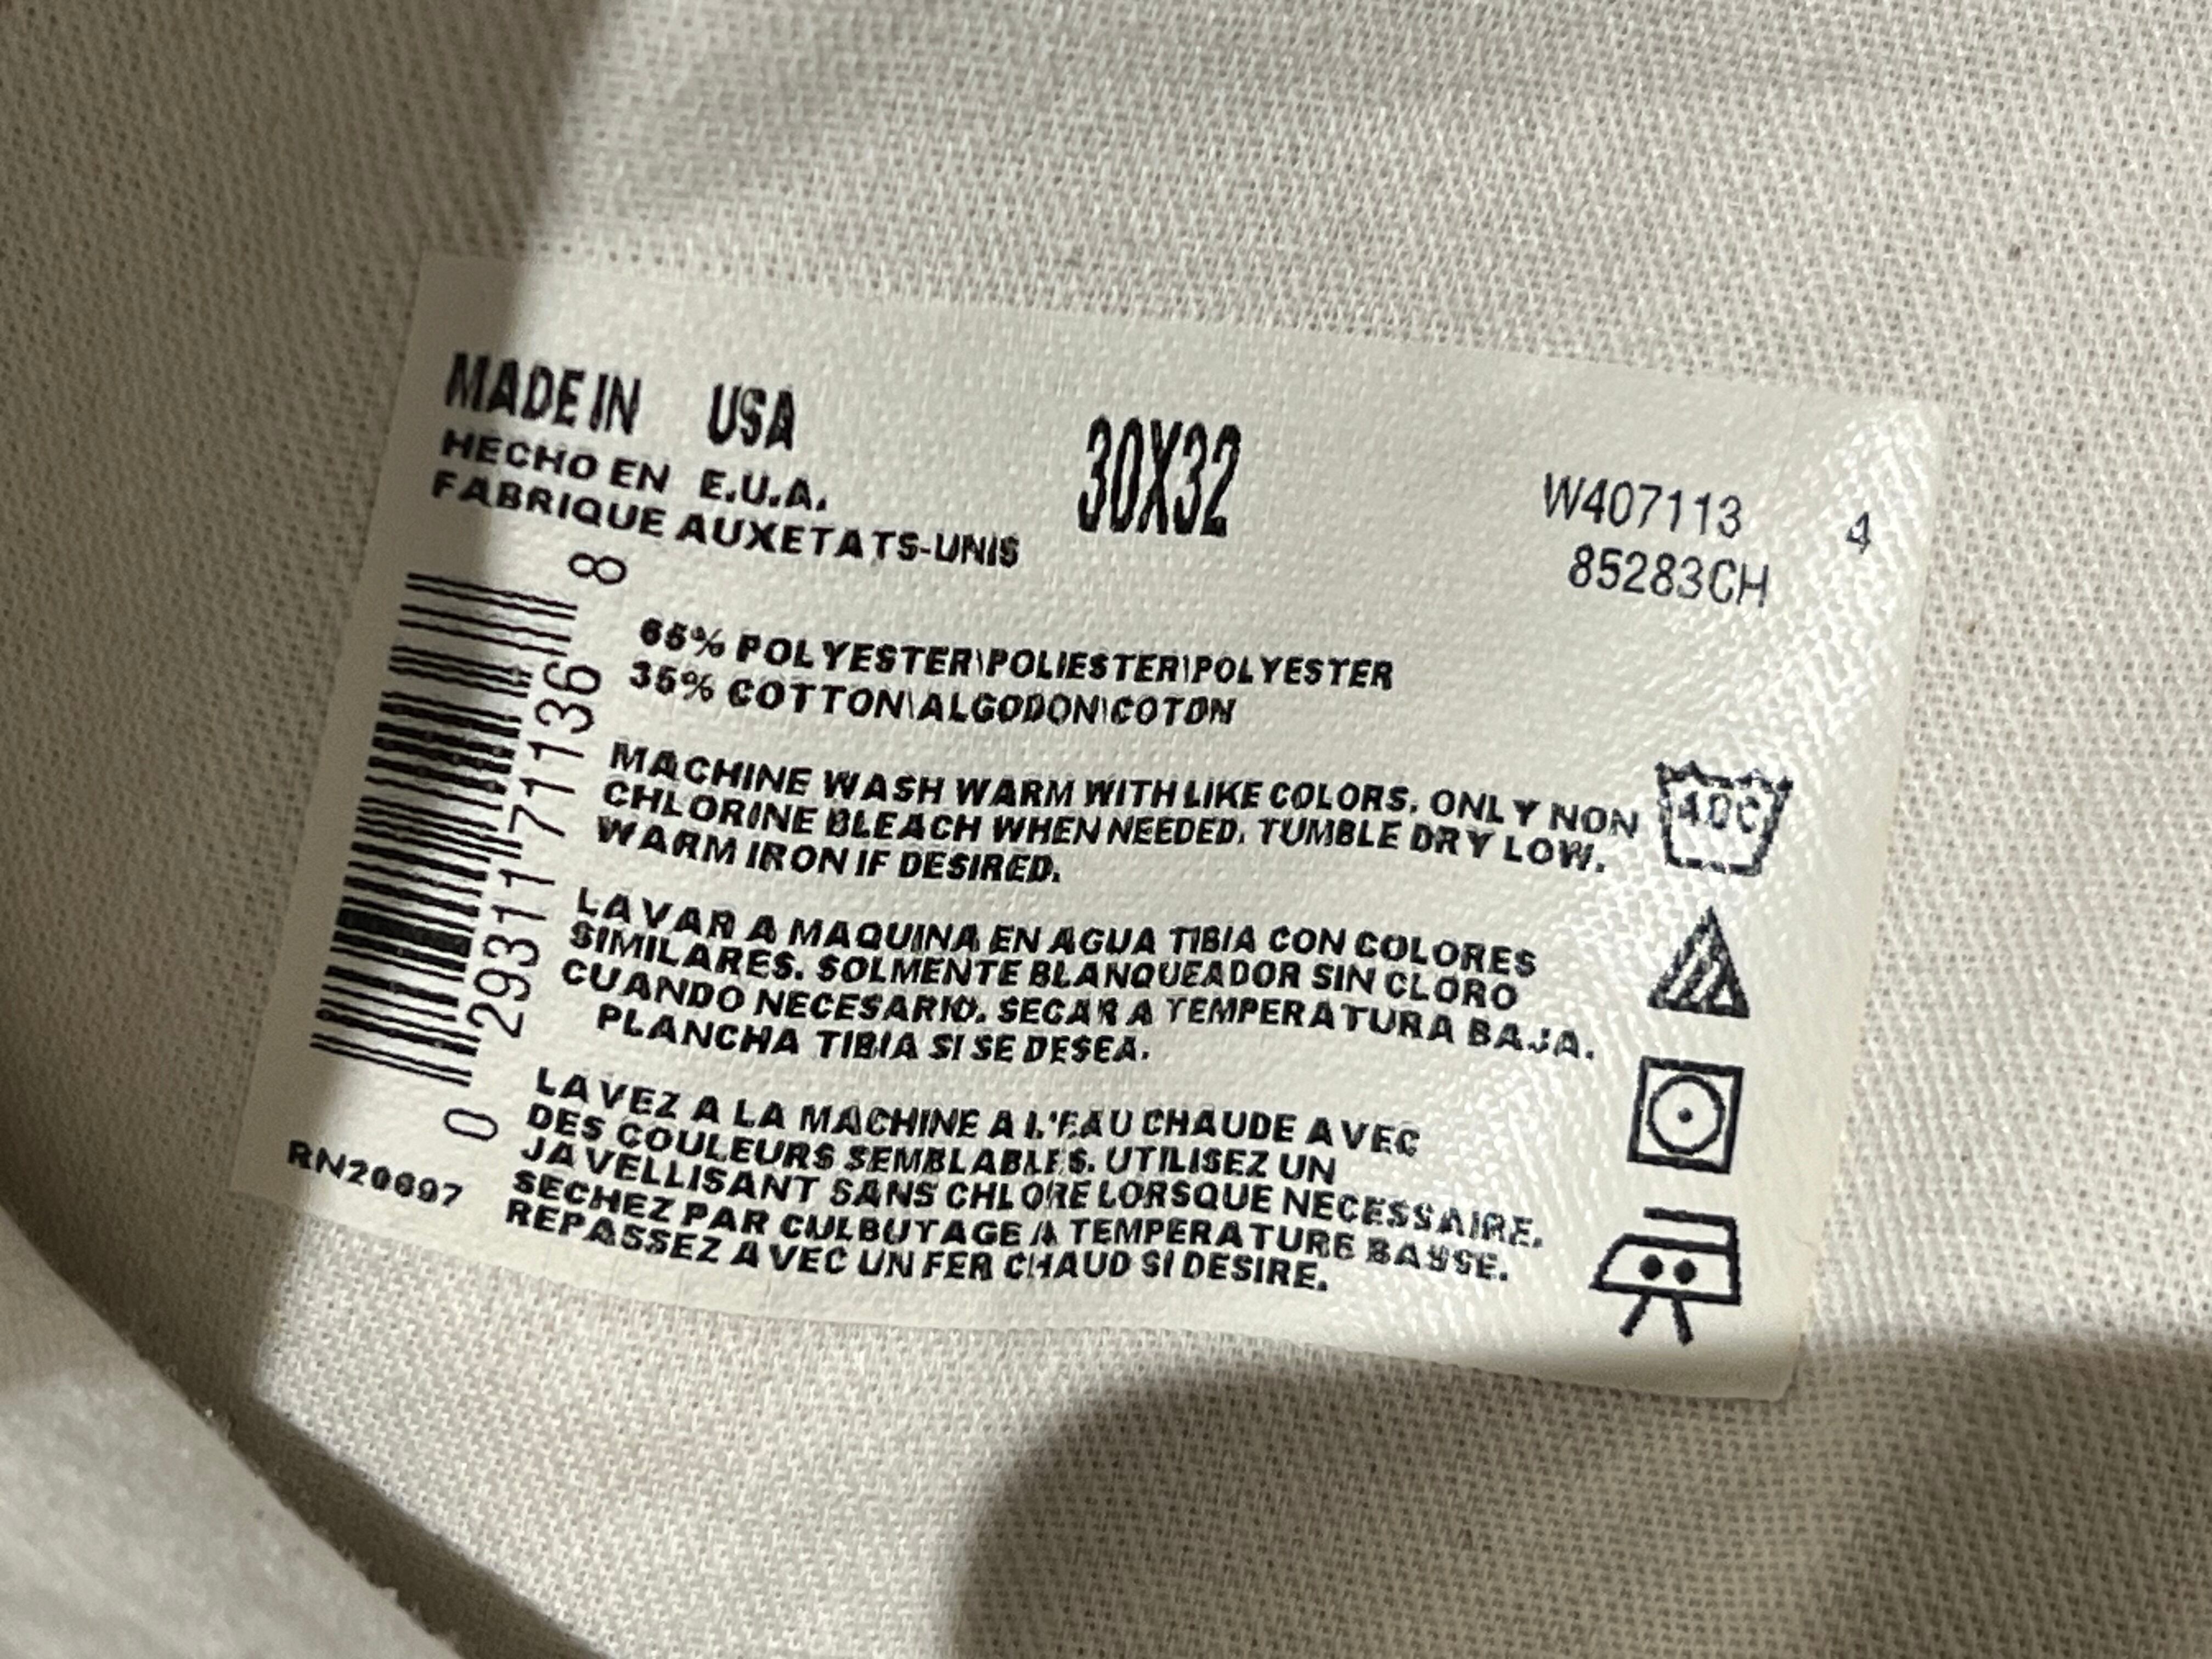 MADE IN USA
HECHO EN E.U.A.
FABRIQUE AUXETATS-UNIS
30X32
W407113 4
85283CH
65% POLYESTER\POLIESTER\POLYESTER
35% COTTON\ALGODON\COTON
MACHINE WASH WARM WITH LIKE COLORS. ONLY NON
CHLORINE BLEACH WHEN NEEDED. TUMBLE DRY LOW.
WARM IRON IF DESIRED.
40C
LAVAR A MAQUINA EN AGUA TIBIA CON COLORES
SIMILARES. SOLMENTE BLANQUEADOR SIN CLORO
CUANDO NECESARIO. SECAR A TEMPERATURA BAJA.
PLANCHA TIBIA SI SE DESEA.
LAVEZ A LA MACHINE A L'EAU CHAUDE AVEC
DES COULEURS SEMBLABLES. UTILISEZ UN
JAVELLISANT SANS CHLORE LORSQUE NECESSAIRE.
SECHEZ PAR CULBUTAGE A TEMPERATURE BASSE.
REPASSEZ AVEC UN FER CHAUD SI DESIRE.
0 29311 71136 8
RN20697